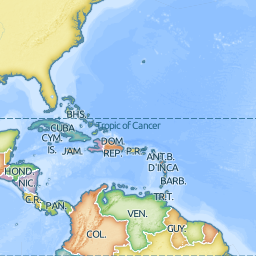 BHS.
Tropic of Cancer
CUBA
CYM.
IS.
DOM.
REP.
JAM.
P.R.
ANT.B.
D'INCA
BARB.
HOND.
NIC.
TR.T.
C.R.
PAN.
VEN.
GUY.
COL.